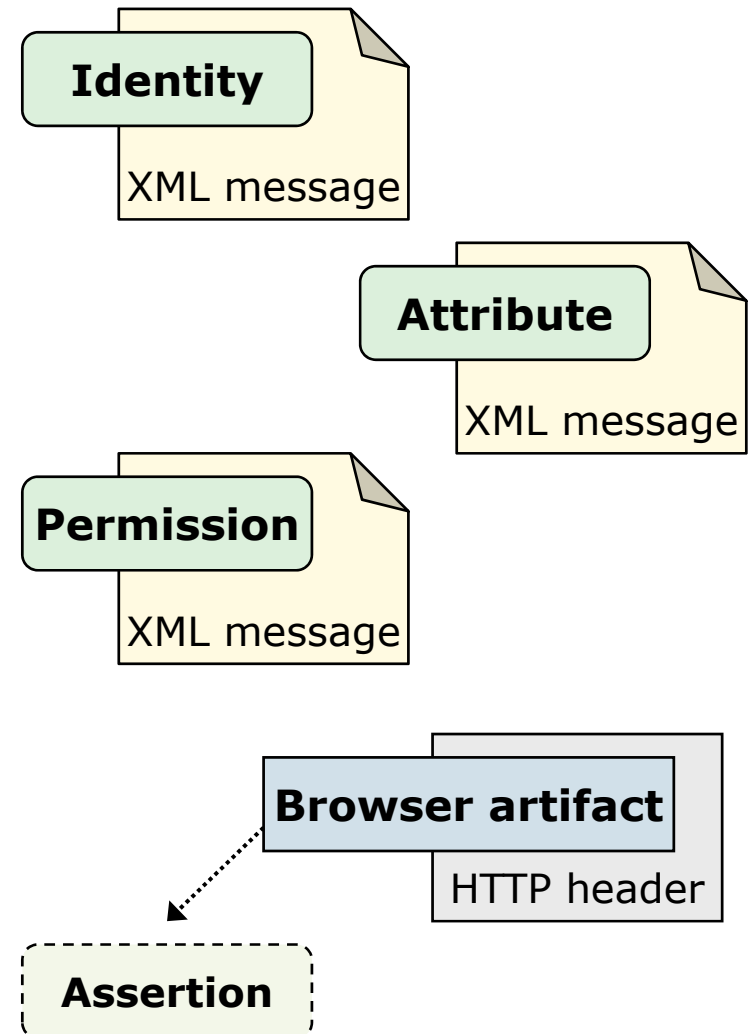 Identity
XML message
Attribute
XML message
Permission
XML message
Browser artifact
HTTP header
Assertion